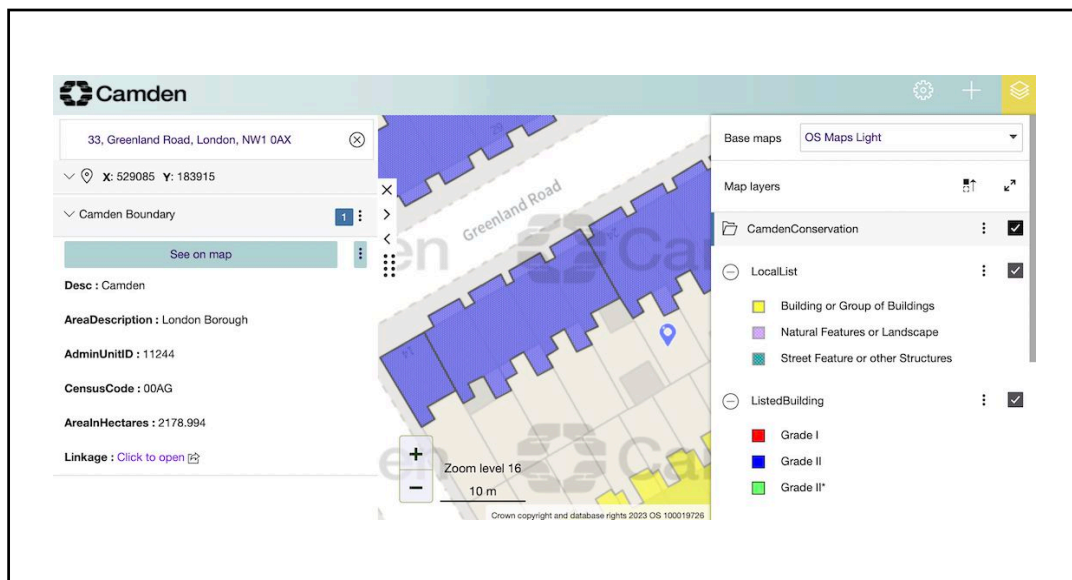 Camden
33, Greenland Road, London, NW1 0AX
X: 529085 Y: 183915
Camden Boundary
1
See on map
Desc : Camden
AreaDescription : London Borough
AdminUnitID : 11244
CensusCode : 00AG
AreaInHectares : 2178.994
Linkage : Click to open
Greenland Road
Zoom level 16
10 m
Crown copyright and database rights 2023 OS 100019726
Base maps
OS Maps Light
Map layers
CamdenConservation
LocalList
Building or Group of Buildings
Natural Features or Landscape
Street Feature or other Structures
ListedBuilding
Grade I
Grade II
Grade II*